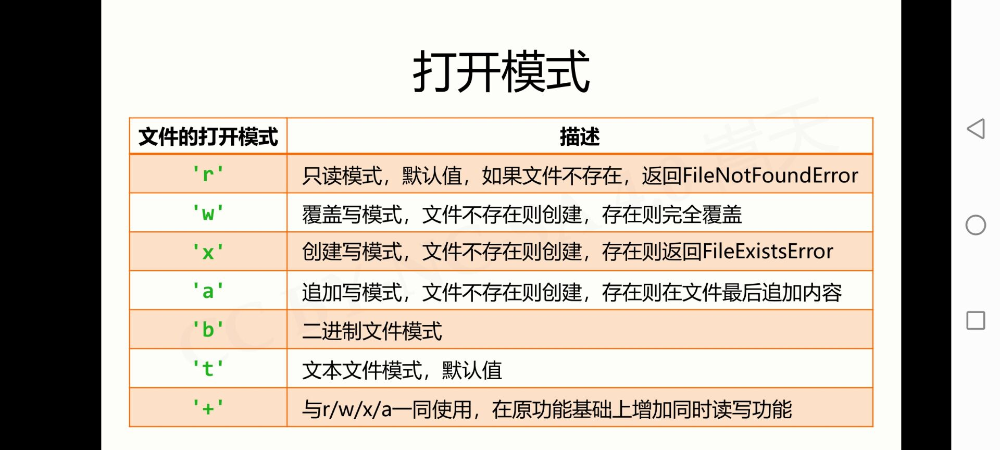 打开模式
文件的打开模式 描述
'r' 只读模式，默认值，如果文件不存在，返回FileNotFoundError
'w' 覆盖写模式，文件不存在则创建，存在则完全覆盖
'x' 创建写模式，文件不存在则创建，存在则返回FileExistsError
'a' 追加写模式，文件不存在则创建，存在则在文件最后追加内容
'b' 二进制文件模式
't' 文本文件模式，默认值
'+' 与r/w/x/a一同使用，在原功能基础上增加同时读写功能
CC BY-NC-SA 4.0 嵩天